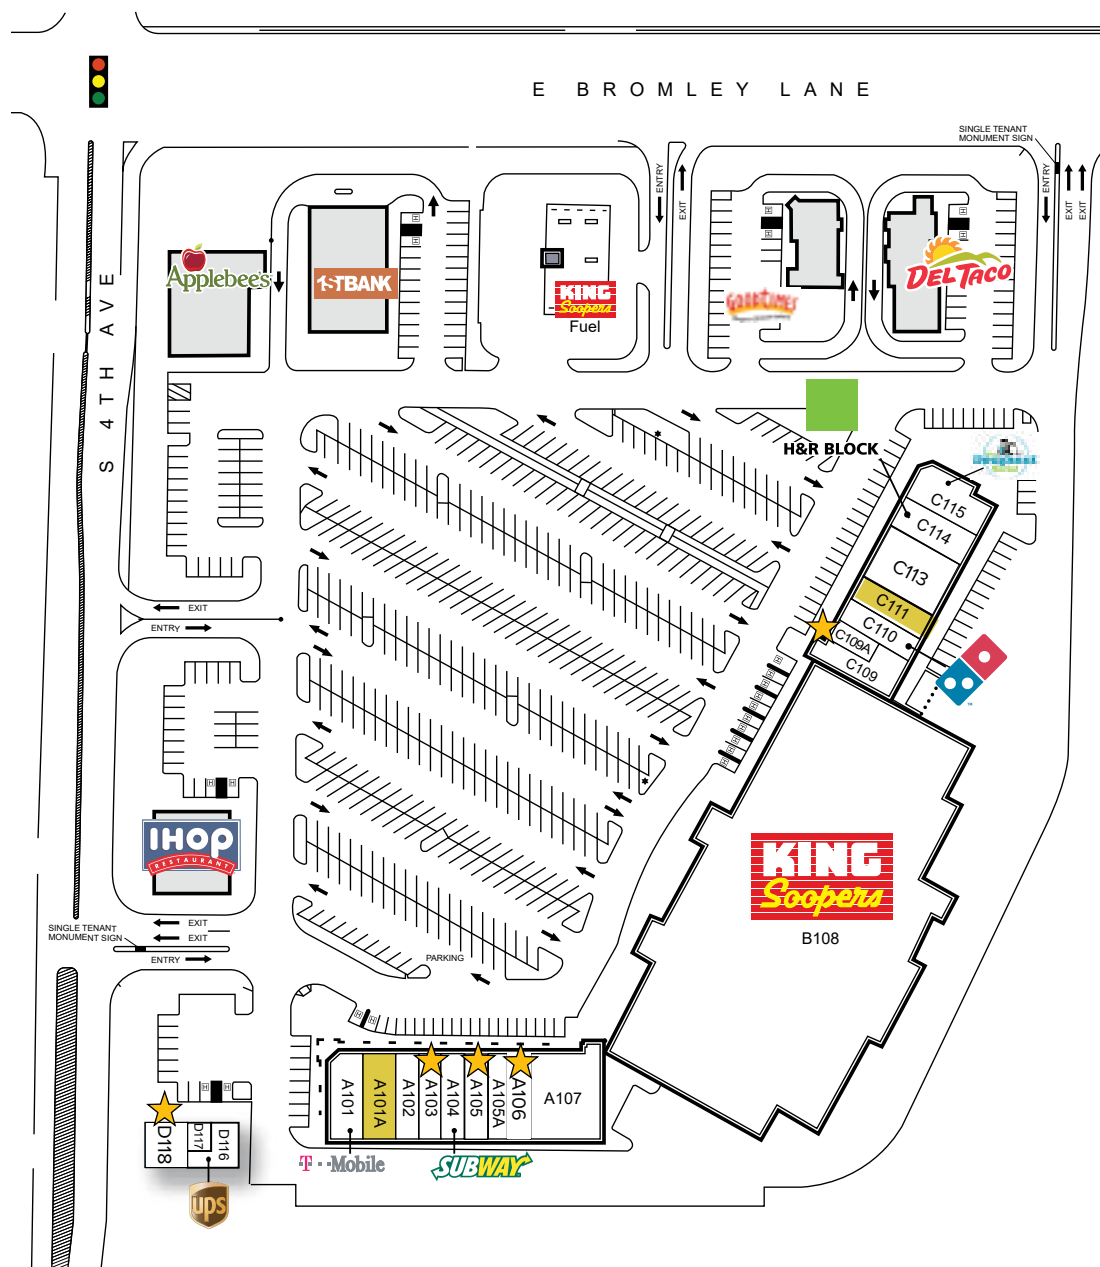 E BROMLEY LANE
SINGLE TENANT
MONUMENT SIGN
ENTRY
EXIT
ENTRY
EXIT
EXIT
S 4TH AVE
Applebee's
1STBANK
KING
Soopers
Fuel
GOOD TIMES
DEL TACO
H&R BLOCK
C115
C114
C113
C111
C110
C109A
C109
EXIT
ENTRY
H
H
H
H
H
H
H
H
H
H
H
H
H
H
IHOP
RESTAURANT
KING
Soopers
B108
EXIT
EXIT
SINGLE TENANT
MONUMENT SIGN
ENTRY
PARKING
H
H
H
H
A101
A101A
A102
A103
A104
A105
A105A
A106
A107
D118
D117
D116
T··Mobile
SUBWAY
ups
TM